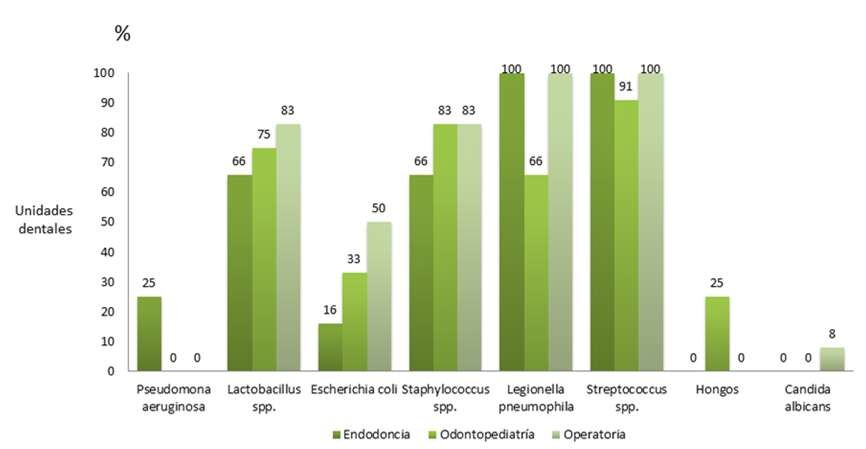 %
100
90
80
70
60
50
40
30
20
10
0
Unidades
dentales
25 0 0
66 75 83
16 33 50
66 83 83
100 66 100
100 91 100
0 25 0
0 0 8
Pseudomona
aeruginosa
Lactobacillus
spp.
Escherichia coli
Staphylococcus
spp.
Legionella
pneumophila
Streptococcus
spp.
Hongos
Candida
albicans
Endodoncia Odontopediatría Operatoria